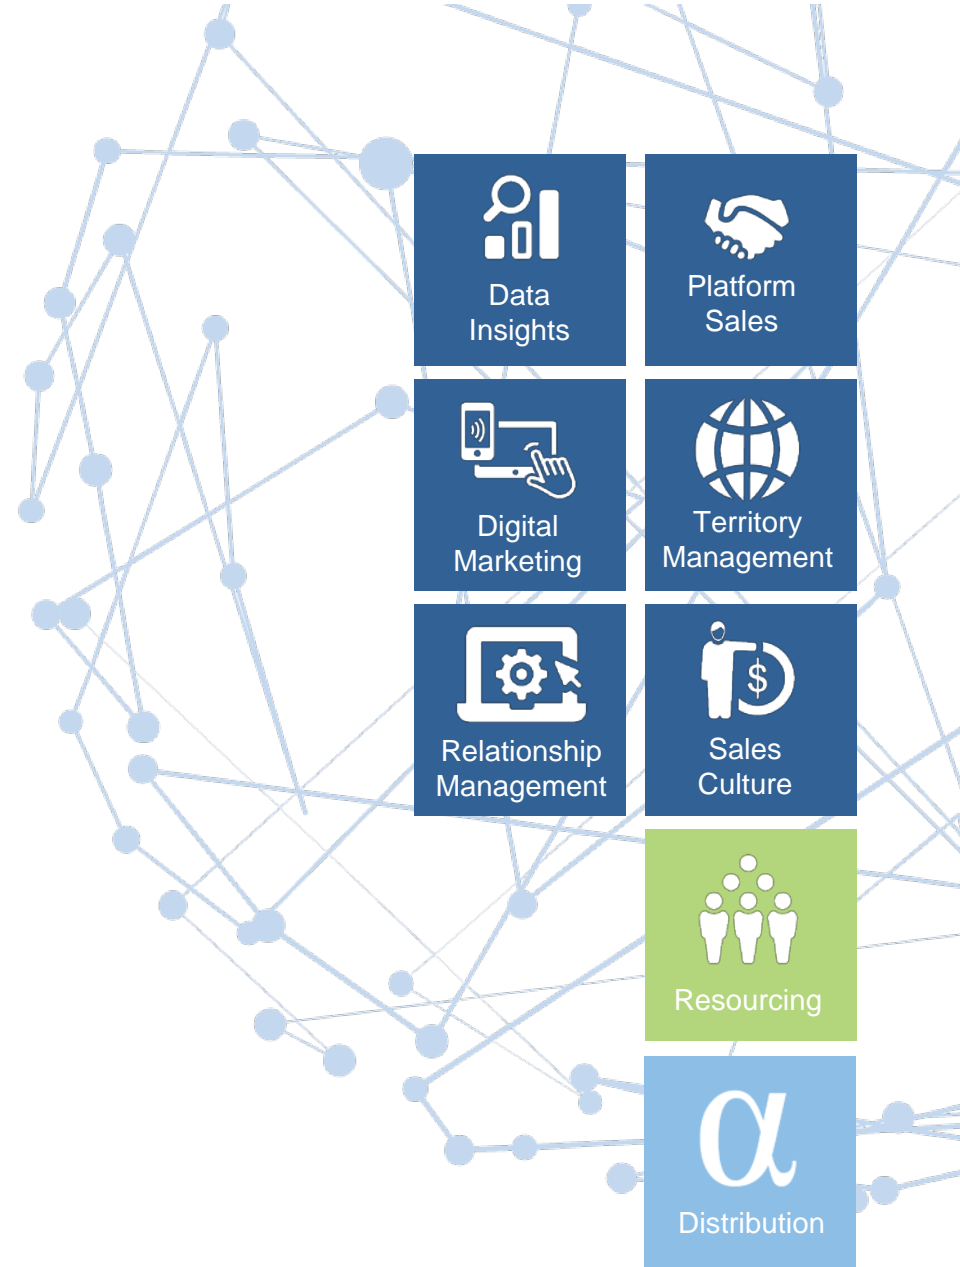 Data
Insights
Platform
Sales
Digital
Marketing
Territory
Management
Relationship
Management
$
Sales
Culture
Resourcing
α
Distribution